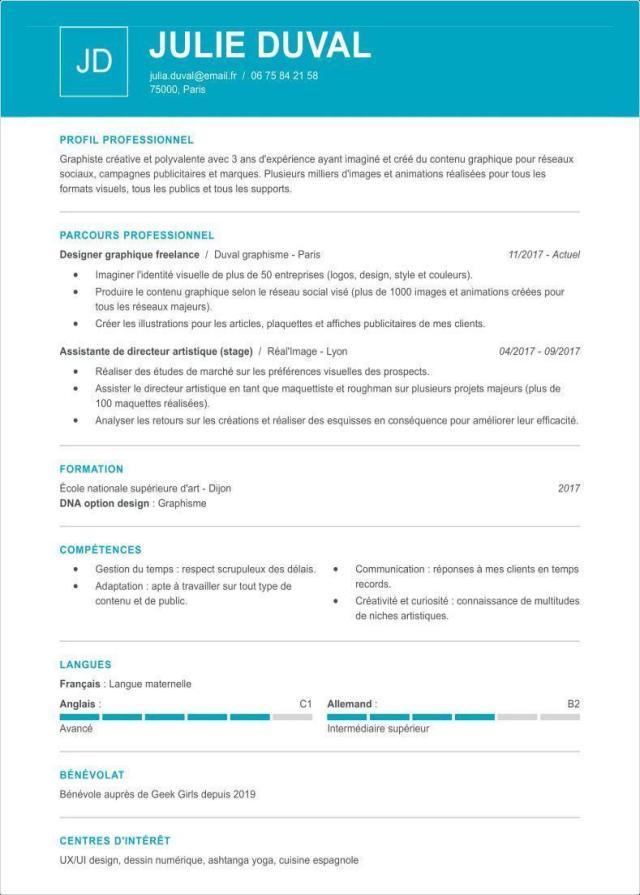 JD
JULIE DUVAL
julia.duval@email.fr / 06 75 84 21 58
75000, Paris
PROFIL PROFESSIONNEL
Graphiste créative et polyvalente avec 3 ans d'expérience ayant imaginé et créé du contenu graphique pour réseaux
sociaux, campagnes publicitaires et marques. Plusieurs milliers d'images et animations réalisées pour tous les
formats visuels, tous les publics et tous les supports.
PARCOURS PROFESSIONNEL
Designer graphique freelance / Duval graphisme - Paris 11/2017 - Actuel
• Imaginer l'identité visuelle de plus de 50 entreprises (logos, design, style et couleurs).
• Produire le contenu graphique selon le réseau social visé (plus de 1000 images et animations créées pour
tous les réseaux majeurs).
• Créer les illustrations pour les articles, plaquettes et affiches publicitaires de mes clients.
Assistante de directeur artistique (stage) / Réal'Image - Lyon 04/2017 - 09/2017
• Réaliser des études de marché sur les préférences visuelles des prospects.
• Assister le directeur artistique en tant que maquettiste et roughman sur plusieurs projets majeurs (plus de
100 maquettes réalisées).
• Analyser les retours sur les créations et réaliser des esquisses en conséquence pour améliorer leur efficacité.
FORMATION
École nationale supérieure d'art - Dijon 2017
DNA option design : Graphisme
COMPÉTENCES
• Gestion du temps : respect scrupuleux des délais.
• Adaptation : apte à travailler sur tout type de
contenu et de public.
• Communication : réponses à mes clients en temps
records.
• Créativité et curiosité : connaissance de multitudes
de niches artistiques.
LANGUES
Français : Langue maternelle
Anglais : C1
Avancé
Allemand : B2
Intermédiaire supérieur
BÉNÉVOLAT
Bénévole auprès de Geek Girls depuis 2019
CENTRES D'INTÉRÊT
UX/UI design, dessin numérique, ashtanga yoga, cuisine espagnole